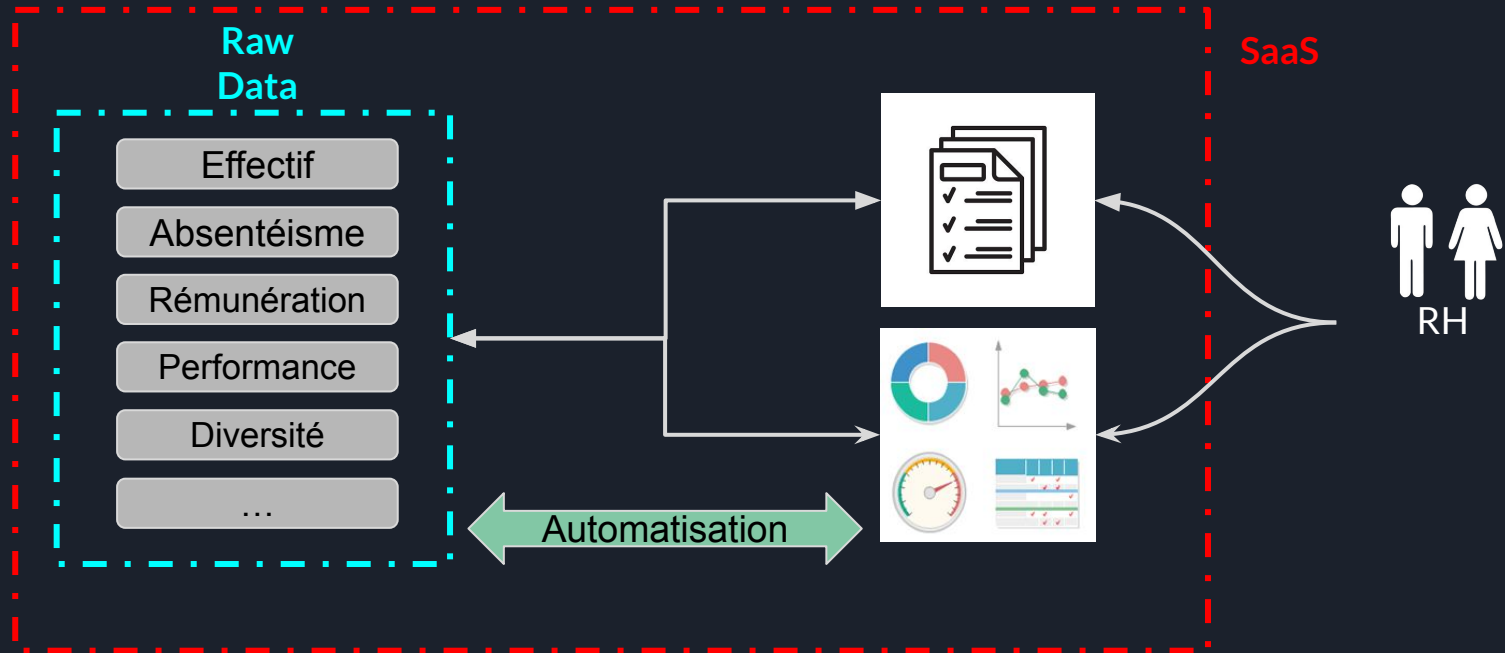 Raw
Data
SaaS
Effectif
Absentéisme
Rémunération
Performance
Diversité
…
Automatisation
RH